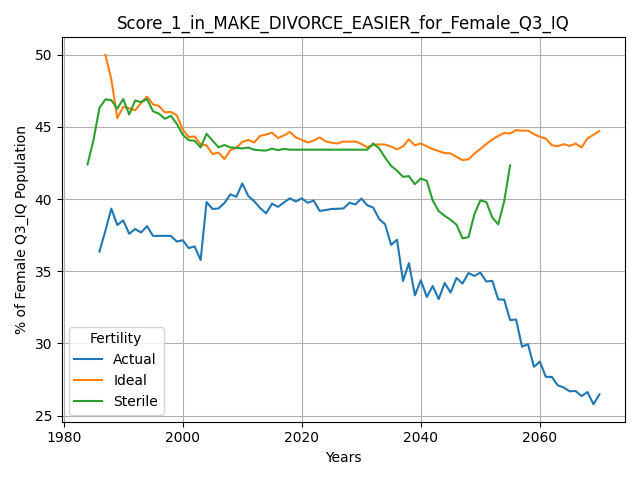 Score_1_in_MAKE_DIVORCE_EASIER_for_Female_Q3_IQ
% of Female Q3_IQ Population
50
45
40
35
30
25
Fertility
Actual
Ideal
Sterile
1980
2000
2020
2040
2060
Years